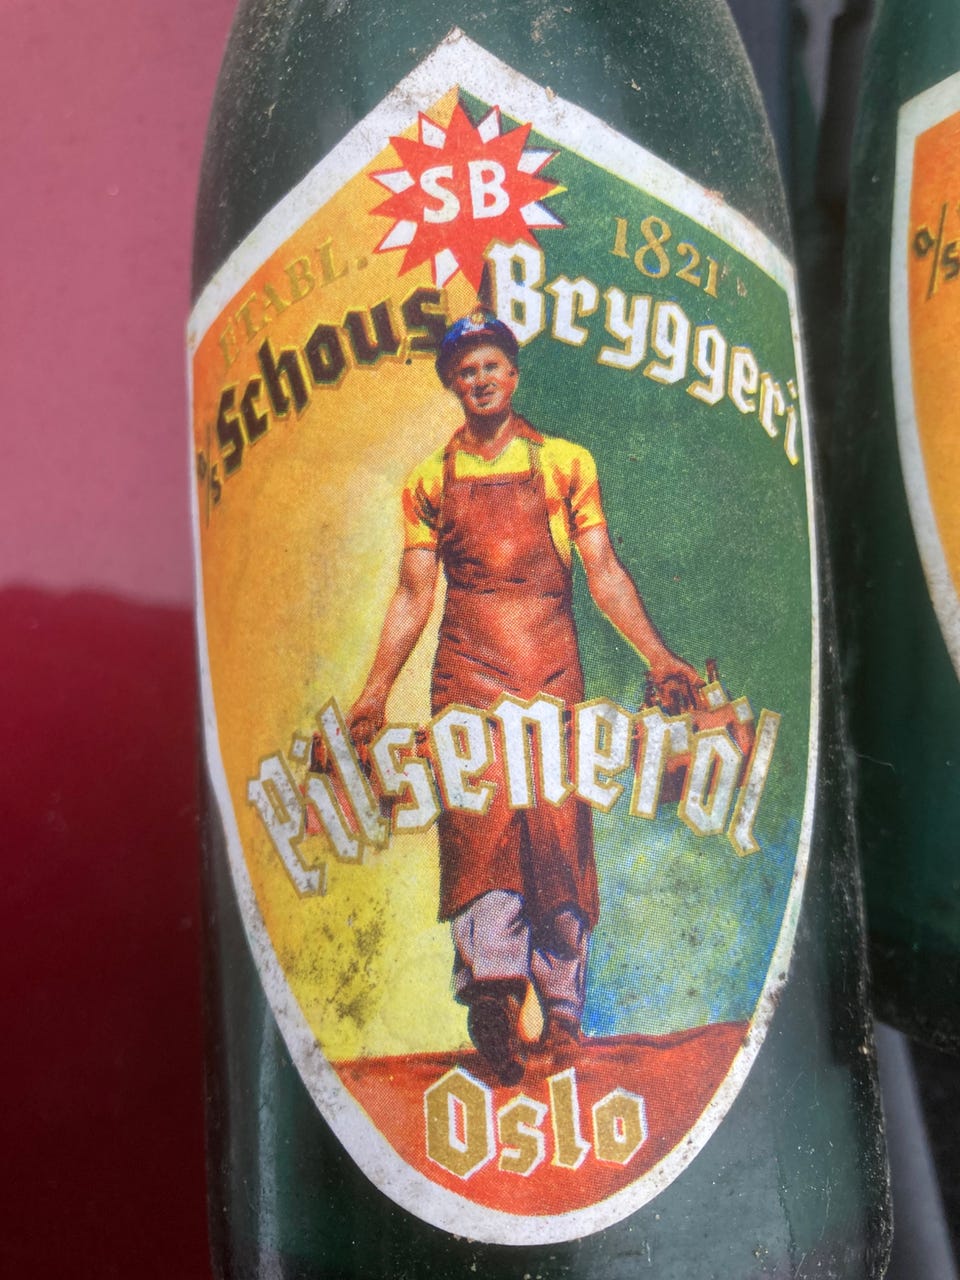 SB
ETABL. 1821
A/S Schous Bryggeri
Pilsenerøl
Oslo
A/S